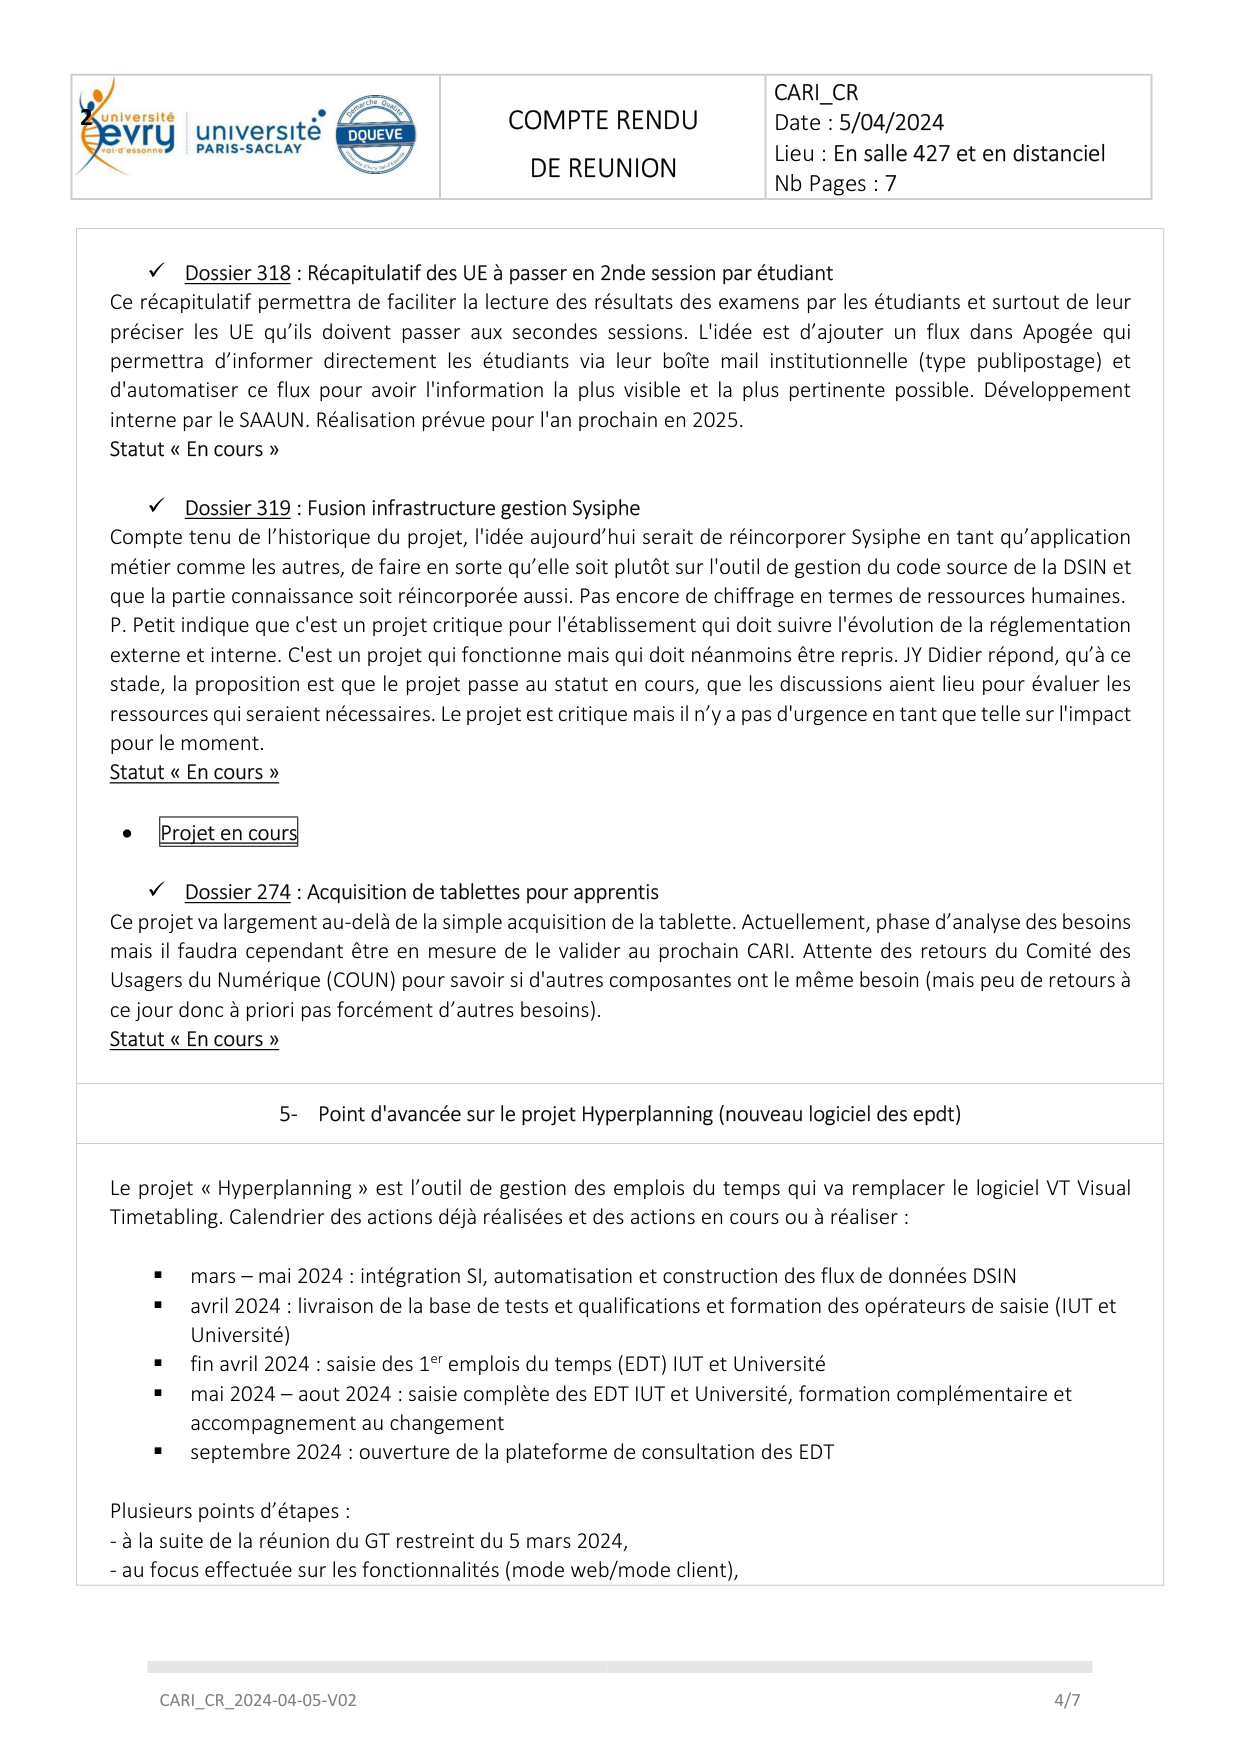 2
université
evry
val-d'essonne
université
PARIS-SACLAY
Démarche Qualité
DQUEVE
COMPTE RENDU
DE REUNION
CARI_CR
Date : 5/04/2024
Lieu : En salle 427 et en distanciel
Nb Pages : 7
✓ Dossier 318 : Récapitulatif des UE à passer en 2nde session par étudiant
Ce récapitulatif permettra de faciliter la lecture des résultats des examens par les étudiants et surtout de leur
préciser les UE qu’ils doivent passer aux secondes sessions. L'idée est d’ajouter un flux dans Apogée qui
permettra d’informer directement les étudiants via leur boîte mail institutionnelle (type publipostage) et
d'automatiser ce flux pour avoir l'information la plus visible et la plus pertinente possible. Développement
interne par le SAAUN. Réalisation prévue pour l'an prochain en 2025.
Statut « En cours »
✓ Dossier 319 : Fusion infrastructure gestion Sysiphe
Compte tenu de l’historique du projet, l'idée aujourd’hui serait de réincorporer Sysiphe en tant qu’application
métier comme les autres, de faire en sorte qu’elle soit plutôt sur l'outil de gestion du code source de la DSIN et
que la partie connaissance soit réincorporée aussi. Pas encore de chiffrage en termes de ressources humaines.
P. Petit indique que c'est un projet critique pour l'établissement qui doit suivre l'évolution de la réglementation
externe et interne. C'est un projet qui fonctionne mais qui doit néanmoins être repris. JY Didier répond, qu’à ce
stade, la proposition est que le projet passe au statut en cours, que les discussions aient lieu pour évaluer les
ressources qui seraient nécessaires. Le projet est critique mais il n’y a pas d'urgence en tant que telle sur l'impact
pour le moment.
Statut « En cours »
• Projet en cours
✓ Dossier 274 : Acquisition de tablettes pour apprentis
Ce projet va largement au-delà de la simple acquisition de la tablette. Actuellement, phase d’analyse des besoins
mais il faudra cependant être en mesure de le valider au prochain CARI. Attente des retours du Comité des
Usagers du Numérique (COUN) pour savoir si d'autres composantes ont le même besoin (mais peu de retours à
ce jour donc à priori pas forcément d’autres besoins).
Statut « En cours »
5- Point d'avancée sur le projet Hyperplanning (nouveau logiciel des epdt)
Le projet « Hyperplanning » est l’outil de gestion des emplois du temps qui va remplacer le logiciel VT Visual
Timetabling. Calendrier des actions déjà réalisées et des actions en cours ou à réaliser :
▪ mars – mai 2024 : intégration SI, automatisation et construction des flux de données DSIN
▪ avril 2024 : livraison de la base de tests et qualifications et formation des opérateurs de saisie (IUT et
Université)
▪ fin avril 2024 : saisie des 1er emplois du temps (EDT) IUT et Université
▪ mai 2024 – aout 2024 : saisie complète des EDT IUT et Université, formation complémentaire et
accompagnement au changement
▪ septembre 2024 : ouverture de la plateforme de consultation des EDT
Plusieurs points d’étapes :
- à la suite de la réunion du GT restreint du 5 mars 2024,
- au focus effectuée sur les fonctionnalités (mode web/mode client),
CARI_CR_2024-04-05-V02
4/7